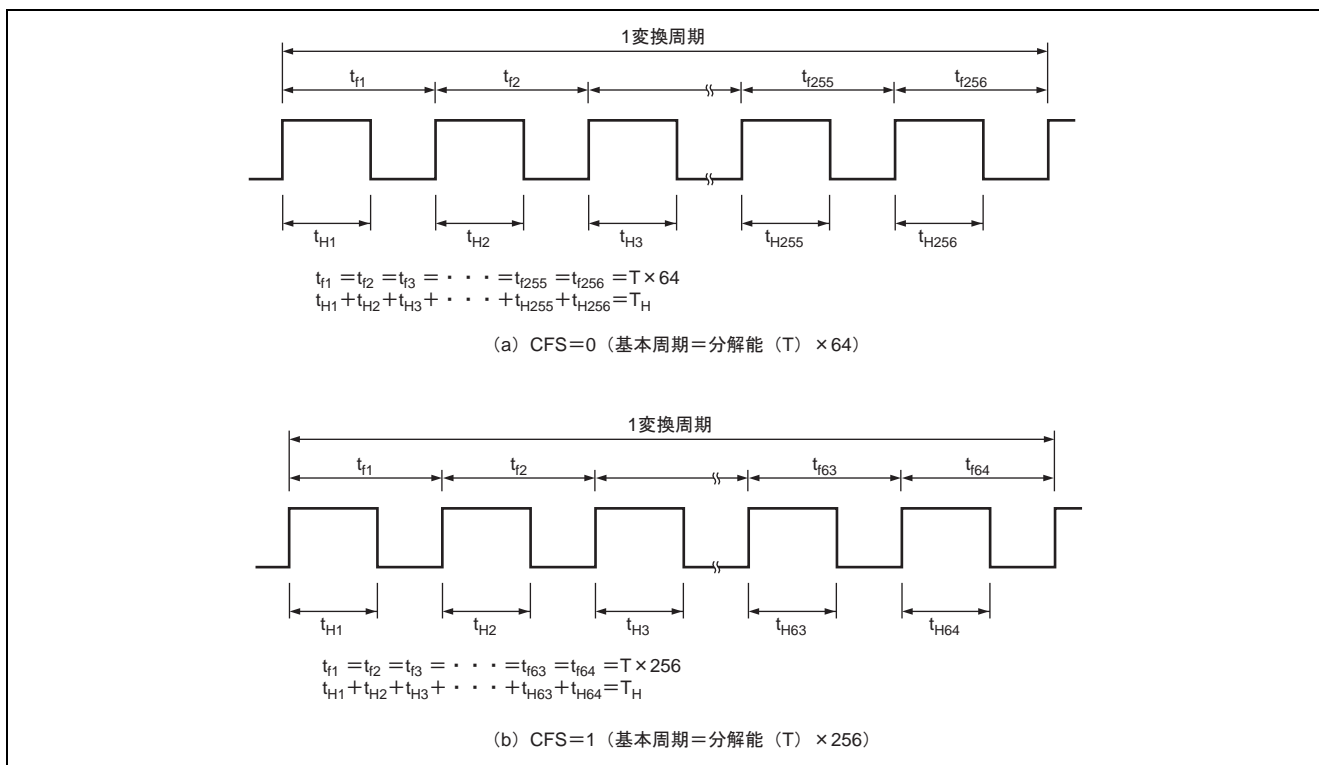 1変換周期
tf1 tf2 tf255 tf256
tH1 tH2 tH3 tH255 tH256
tf1 =tf2 =tf3 =・・・=tf255 =tf256 =T×64
tH1+tH2+tH3+・・・+tH255+tH256=TH
(a) CFS=0(基本周期=分解能(T)×64)
1変換周期
tf1 tf2 tf63 tf64
tH1 tH2 tH3 tH63 tH64
tf1 =tf2 =tf3 =・・・=tf63 =tf64 =T×256
tH1+tH2+tH3+・・・+tH63+tH64=TH
(b) CFS=1(基本周期=分解能(T)×256)